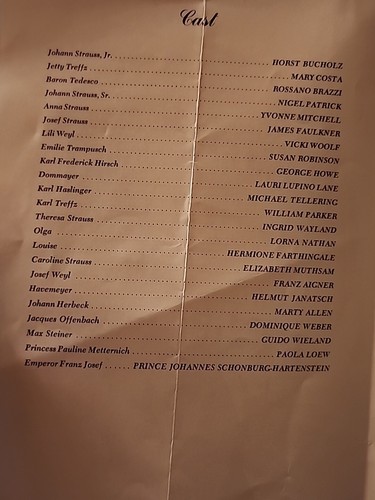 Cast
Johann Strauss, Jr. HORST BUCHOLZ
Jetty Treffz MARY COSTA
Baron Tedesco ROSSANO BRAZZI
Johann Strauss, Sr. NIGEL PATRICK
Anna Strauss YVONNE MITCHELL
Josef Strauss JAMES FAULKNER
Lili Weyl VICKI WOOLF
Emilie Trampusch SUSAN ROBINSON
Karl Frederick Hirsch GEORGE HOWE
Dommayer LAURI LUPINO LANE
Karl Haslinger MICHAEL TELLERING
Karl Treffz WILLIAM PARKER
Theresa Strauss INGRID WAYLAND
Olga LORNA NATHAN
Louise HERMIONE FARTHINGALE
Caroline Strauss ELIZABETH MUTHSAM
Josef Weyl FRANZ AIGNER
Havemeyer HELMUT JANATSCH
Johann Herbeck MARTY ALLEN
Jacques Offenbach DOMINIQUE WEBER
Max Steiner GUIDO WIELAND
Princess Pauline Metternich PAOLA LOEW
Emperor Franz Josef PRINCE JOHANNES SCHONBURG-HARTENSTEIN